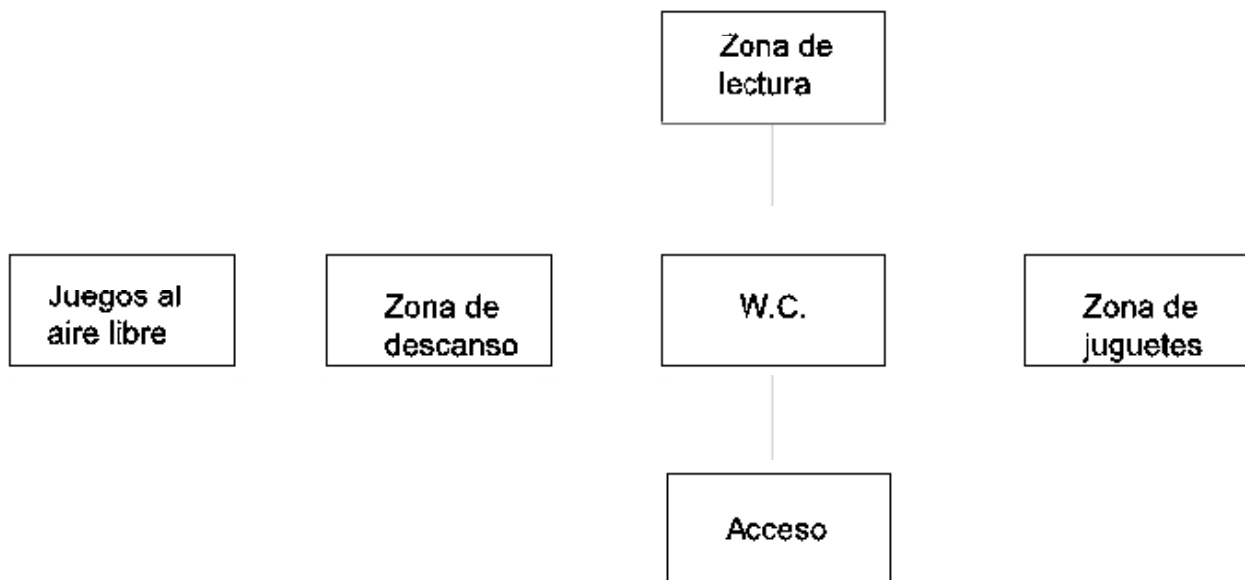 Zona de
lectura
Juegos al
aire libre
Zona de
descanso
W.C.
Zona de
juguetes
Acceso